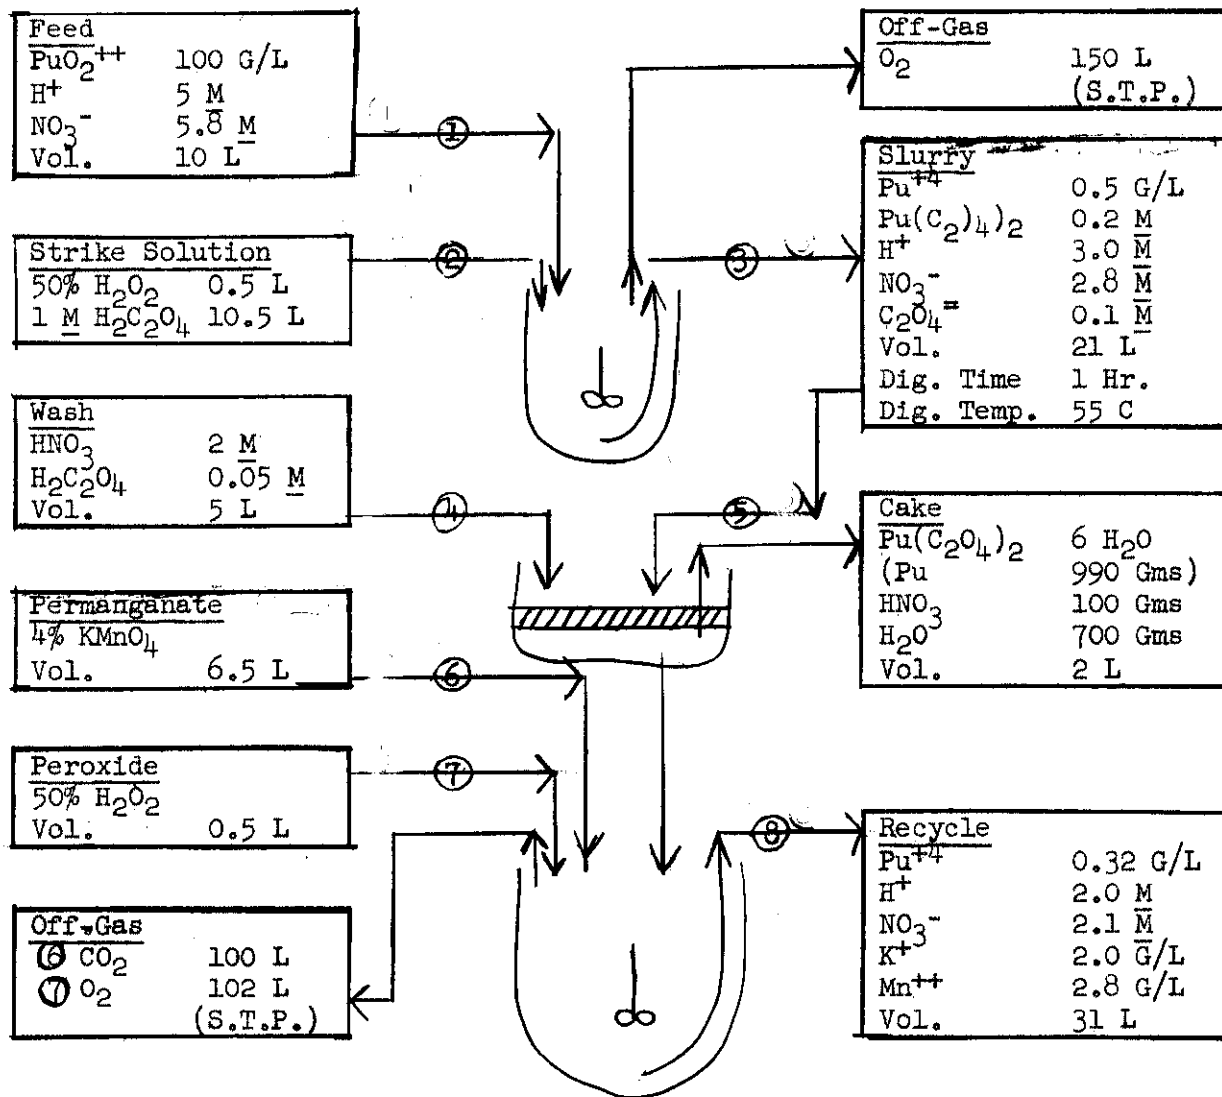 Feed
PuO₂⁺⁺ 100 G/L
H⁺ 5 M
NO₃⁻ 5.8 M
Vol. 10 L
①
Off-Gas
O₂ 150 L
(S.T.P.)
Strike Solution
50% H₂O₂ 0.5 L
1 M H₂C₂O₄ 10.5 L
②
③
Slurry
Pu⁺⁴ 0.5 G/L
Pu(C₂)₄)₂ 0.2 M
H⁺ 3.0 M
NO₃⁻ 2.8 M
C₂O₄⁼ 0.1 M
Vol. 21 L
Dig. Time 1 Hr.
Dig. Temp. 55 C
Wash
HNO₃ 2 M
H₂C₂O₄ 0.05 M
Vol. 5 L
④
⑤
Cake
Pu(C₂O₄)₂ 6 H₂O
(Pu 990 Gms)
HNO₃ 100 Gms
H₂O 700 Gms
Vol. 2 L
Permanganate
4% KMnO₄
Vol. 6.5 L
⑥
Peroxide
50% H₂O₂
Vol. 0.5 L
⑦
Off-Gas
⑥ CO₂ 100 L
⑦ O₂ 102 L
(S.T.P.)
⑧
Recycle
Pu⁺⁴ 0.32 G/L
H⁺ 2.0 M
NO₃⁻ 2.1 M
K⁺ 2.0 G/L
Mn⁺⁺ 2.8 G/L
Vol. 31 L